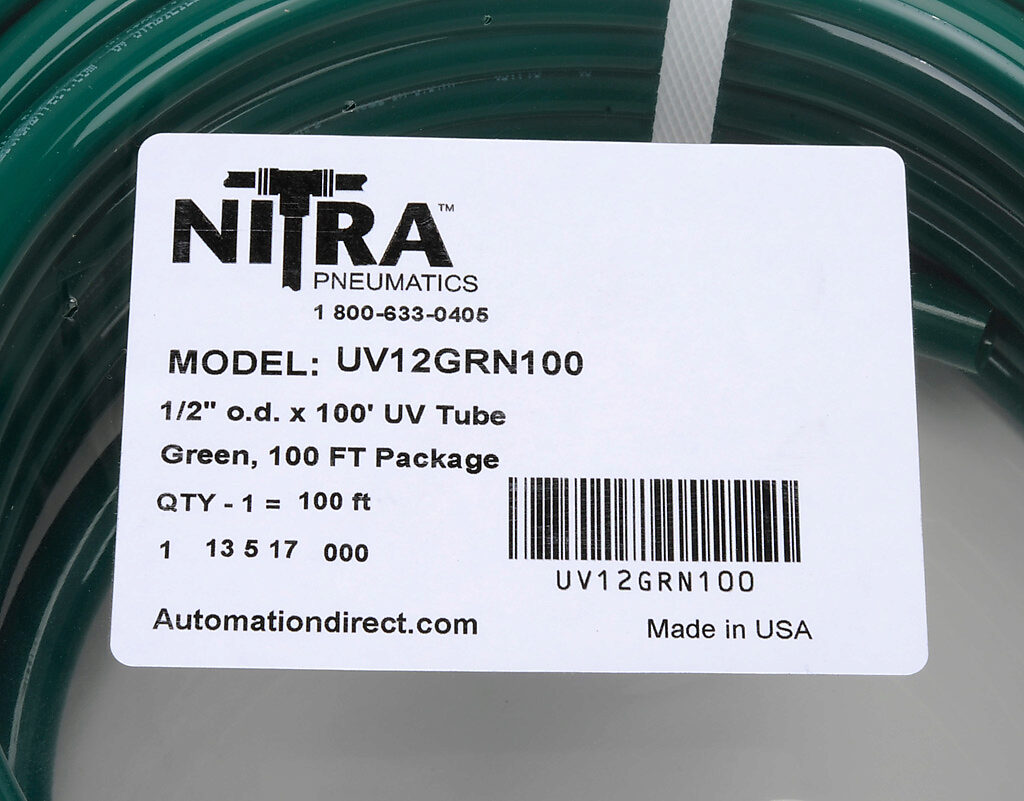 NITRA™
PNEUMATICS
1 800-633-0405
MODEL: UV12GRN100
1/2" o.d. x 100' UV Tube
Green, 100 FT Package
QTY - 1 = 100 ft
1 13 5 17 000
UV12GRN100
Automationdirect.com
Made in USA